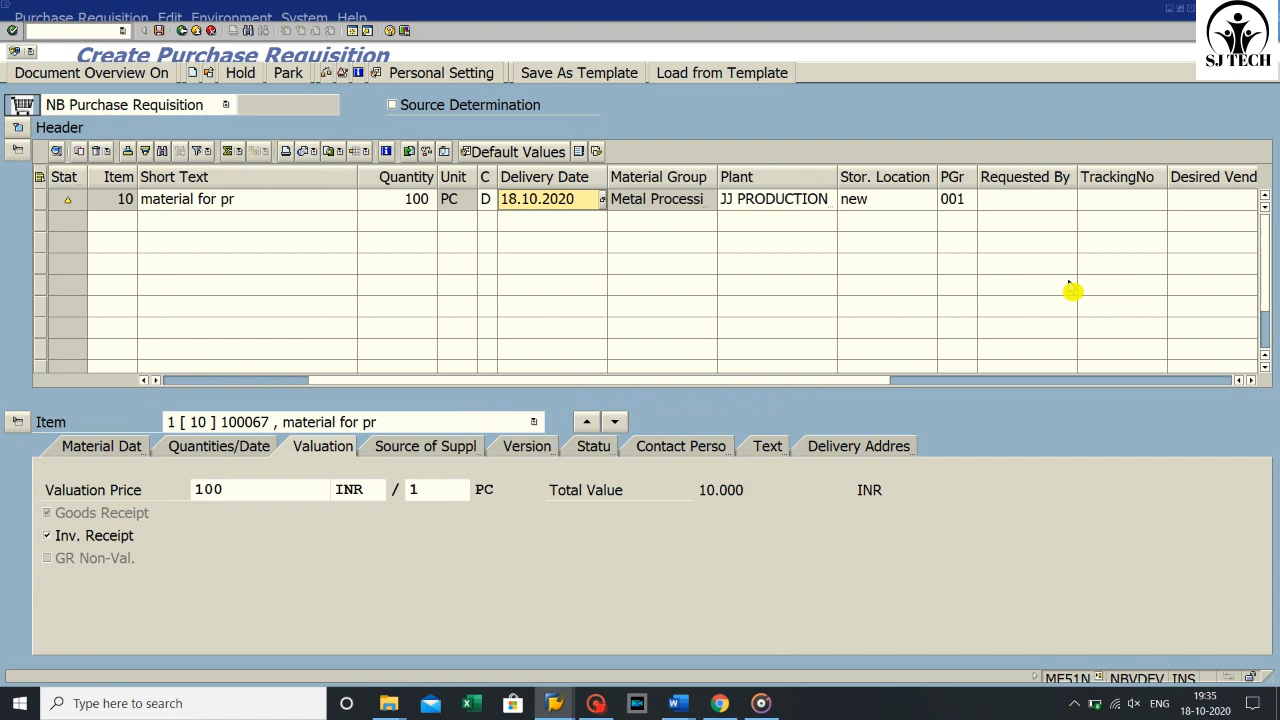 Purchase Requisition Edit Environment System Help
Create Purchase Requisition
SJ TECH
Document Overview On Hold Park Personal Setting Save As Template Load from Template
NB Purchase Requisition Source Determination
Header
Default Values
Stat Item Short Text Quantity Unit C Delivery Date Material Group Plant Stor. Location PGr Requested By TrackingNo Desired Vend
10 material for pr 100 PC D 18.10.2020 Metal Processi JJ PRODUCTION new 001
Item 1 [ 10 ] 100067 , material for pr
Material Dat Quantities/Date Valuation Source of Suppl Version Statu Contact Perso Text Delivery Addres
Valuation Price 100 INR / 1 PC Total Value 10.000 INR
Goods Receipt
Inv. Receipt
GR Non-Val.
ME51N NBVDEV INS
Type here to search ENG 19:35
18-10-2020